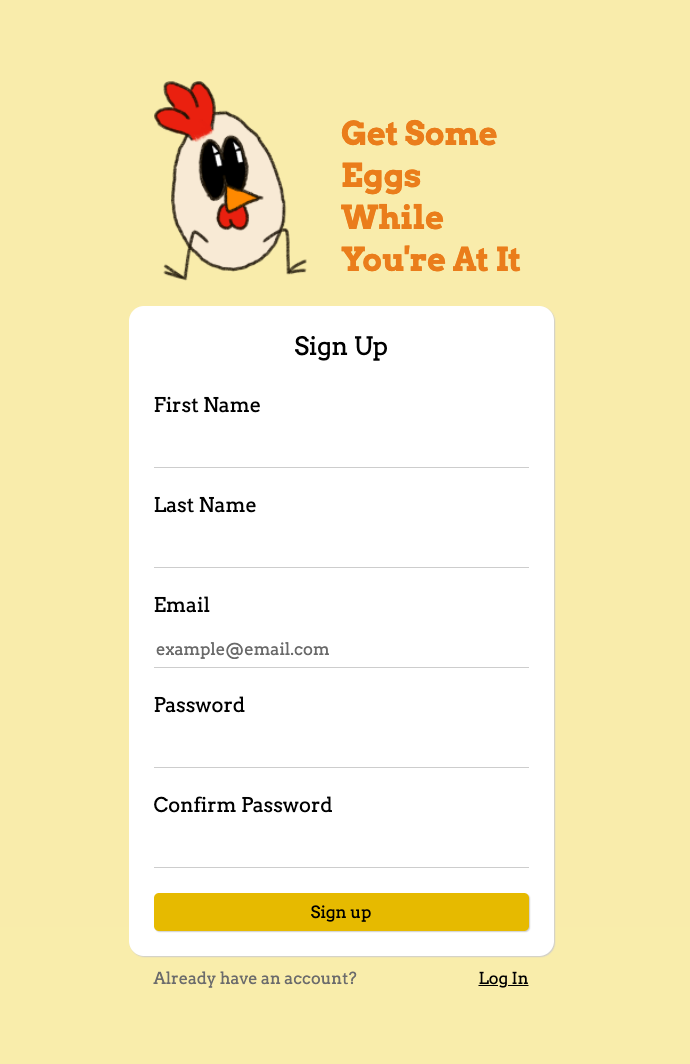 Get Some
Eggs
While
You're At It
Sign Up
First Name
Last Name
Email
example@email.com
Password
Confirm Password
Sign up
Already have an account?
Log In